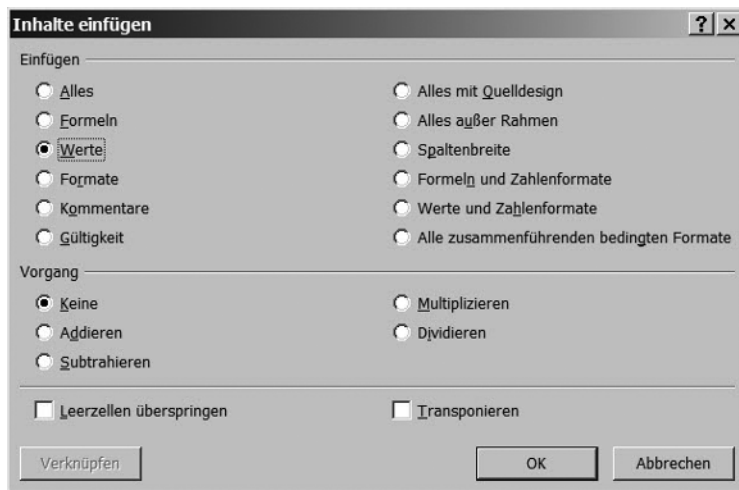 Inhalte einfügen
Einfügen
Alles
Alles mit Quelldesign
Formeln
Alles außer Rahmen
Werte
Spaltenbreite
Formate
Formeln und Zahlenformate
Kommentare
Werte und Zahlenformate
Gültigkeit
Alle zusammenführenden bedingten Formate
Vorgang
Keine
Multiplizieren
Addieren
Dividieren
Subtrahieren
Leerzellen überspringen
Transponieren
Verknüpfen
OK
Abbrechen